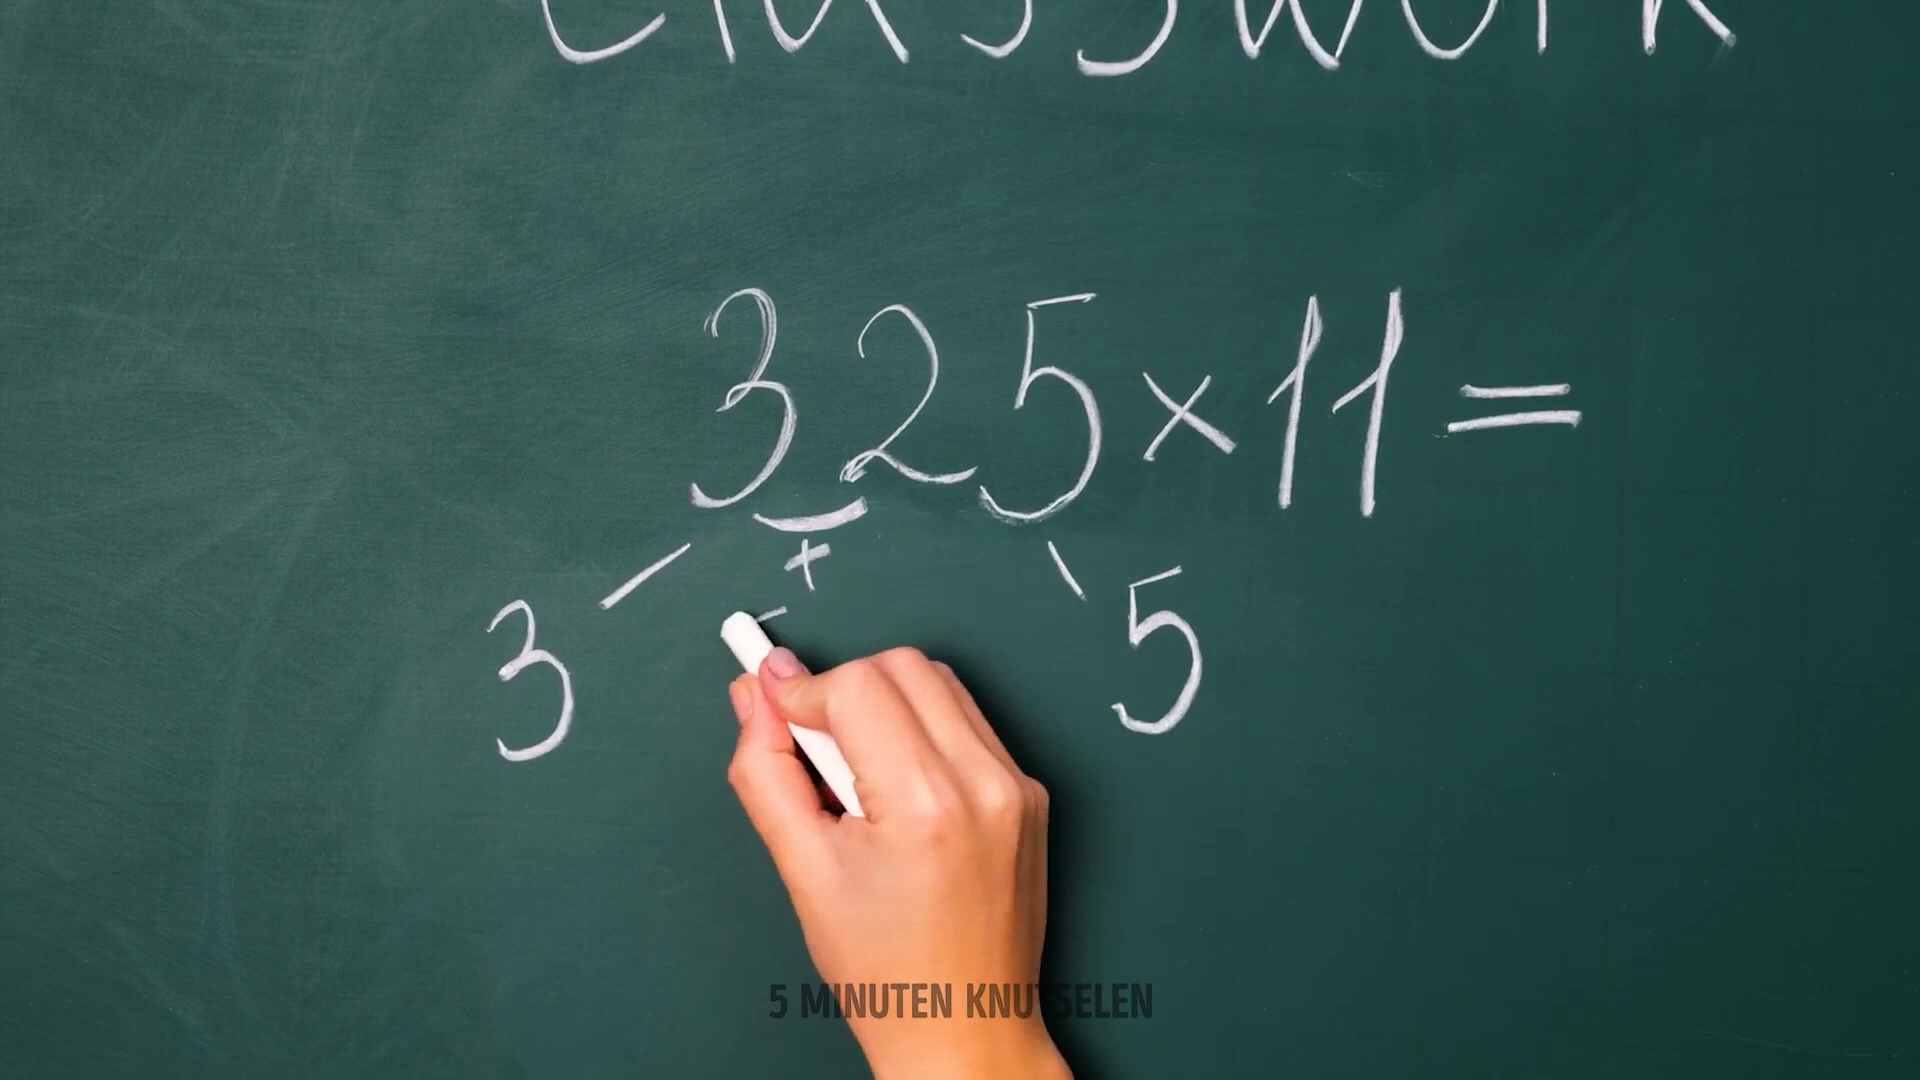 Classwork
325×11=
+
3 5
5 MINUTEN KNUTSELEN